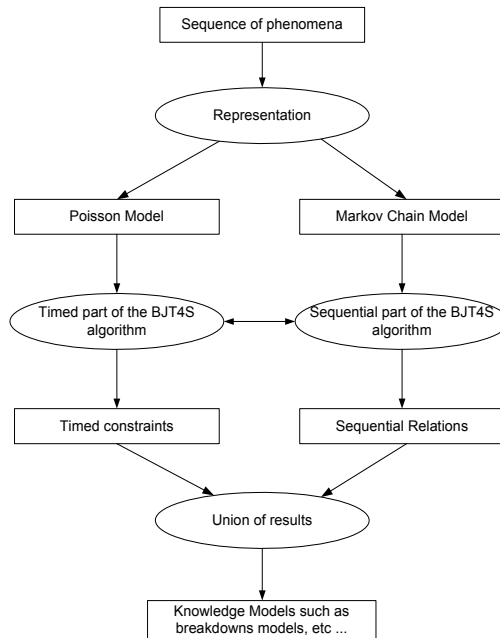 Sequence of phenomena
Representation
Poisson Model
Markov Chain Model
Timed part of the BJT4S
algorithm
Sequential part of the BJT4S
algorithm
Timed constraints
Sequential Relations
Union of results
Knowledge Models such as
breakdowns models, etc ...